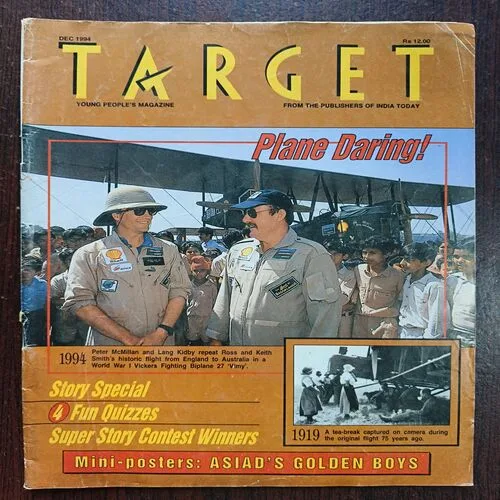 DEC 1994
Rs 12.00
TARGET
YOUNG PEOPLE'S MAGAZINE
FROM THE PUBLISHERS OF INDIA TODAY
Plane Daring!
1994 Peter McMillan and Lang Kidby repeat Ross and Keith
Smith's historic flight from England to Australia in a
World War I Vickers Fighting Biplane 27 'Vimy'.
Story Special
4 Fun Quizzes
Super Story Contest Winners
1919 A tea-break captured on camera during
the original flight 75 years ago.
Mini-posters: ASIAD'S GOLDEN BOYS